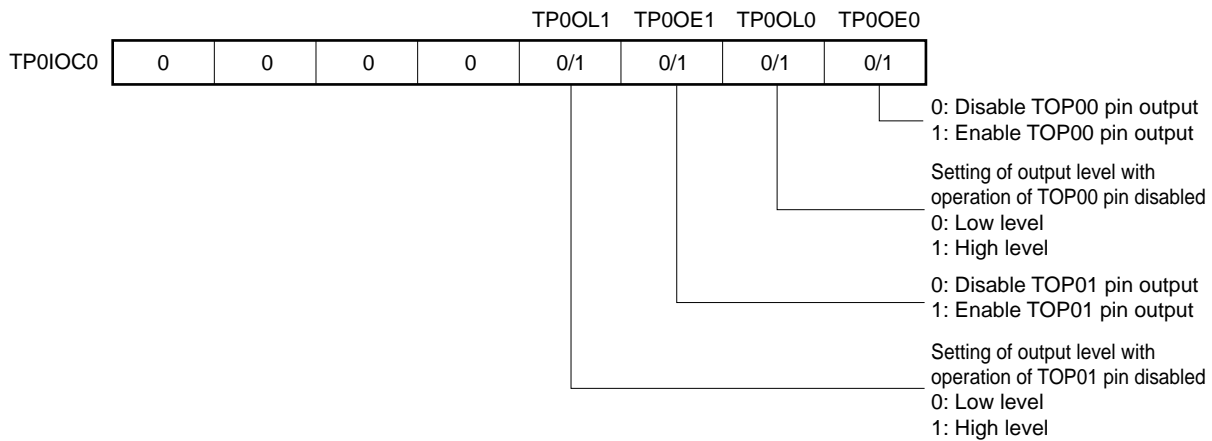 TP0OL1 TP0OE1 TP0OL0 TP0OE0
TP0IOC0 0 0 0 0 0/1 0/1 0/1 0/1
0: Disable TOP00 pin output
1: Enable TOP00 pin output
Setting of output level with
operation of TOP00 pin disabled
0: Low level
1: High level
0: Disable TOP01 pin output
1: Enable TOP01 pin output
Setting of output level with
operation of TOP01 pin disabled
0: Low level
1: High level